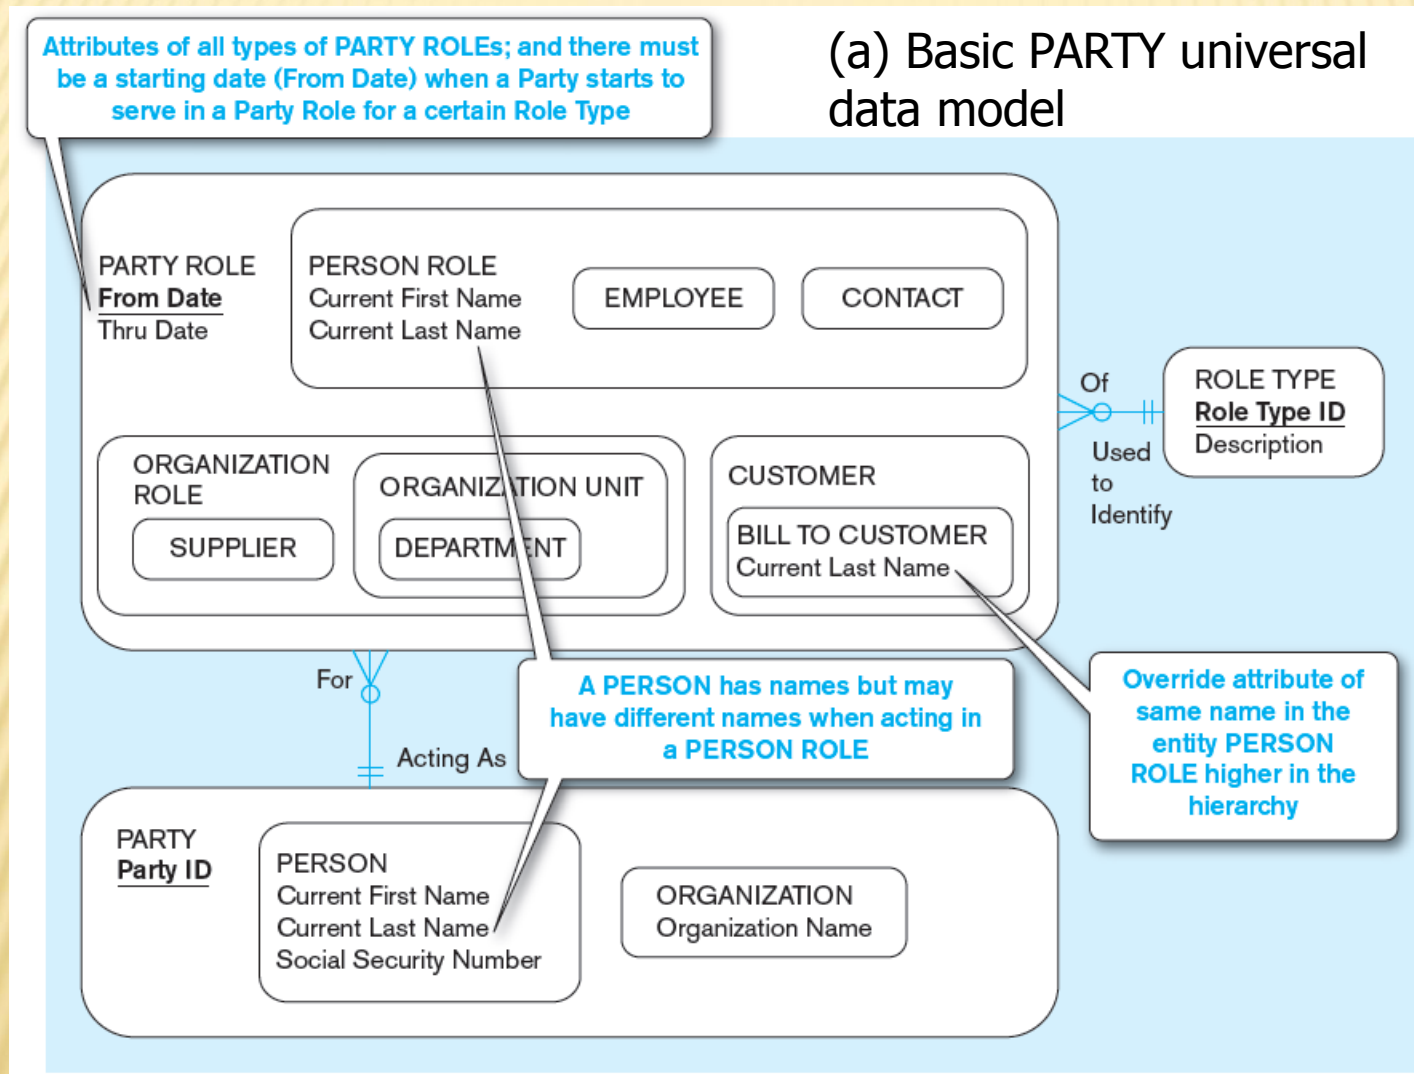 Attributes of all types of PARTY ROLEs; and there must
be a starting date (From Date) when a Party starts to
serve in a Party Role for a certain Role Type
(a) Basic PARTY universal
data model
PARTY ROLE
From Date
Thru Date
PERSON ROLE
Current First Name
Current Last Name
EMPLOYEE
CONTACT
Of
Used
to
Identify
ROLE TYPE
Role Type ID
Description
ORGANIZATION
ROLE
SUPPLIER
ORGANIZATION UNIT
DEPARTMENT
CUSTOMER
BILL TO CUSTOMER
Current Last Name
For
Acting As
A PERSON has names but may
have different names when acting in
a PERSON ROLE
Override attribute of
same name in the
entity PERSON
ROLE higher in the
hierarchy
PARTY
Party ID
PERSON
Current First Name
Current Last Name
Social Security Number
ORGANIZATION
Organization Name